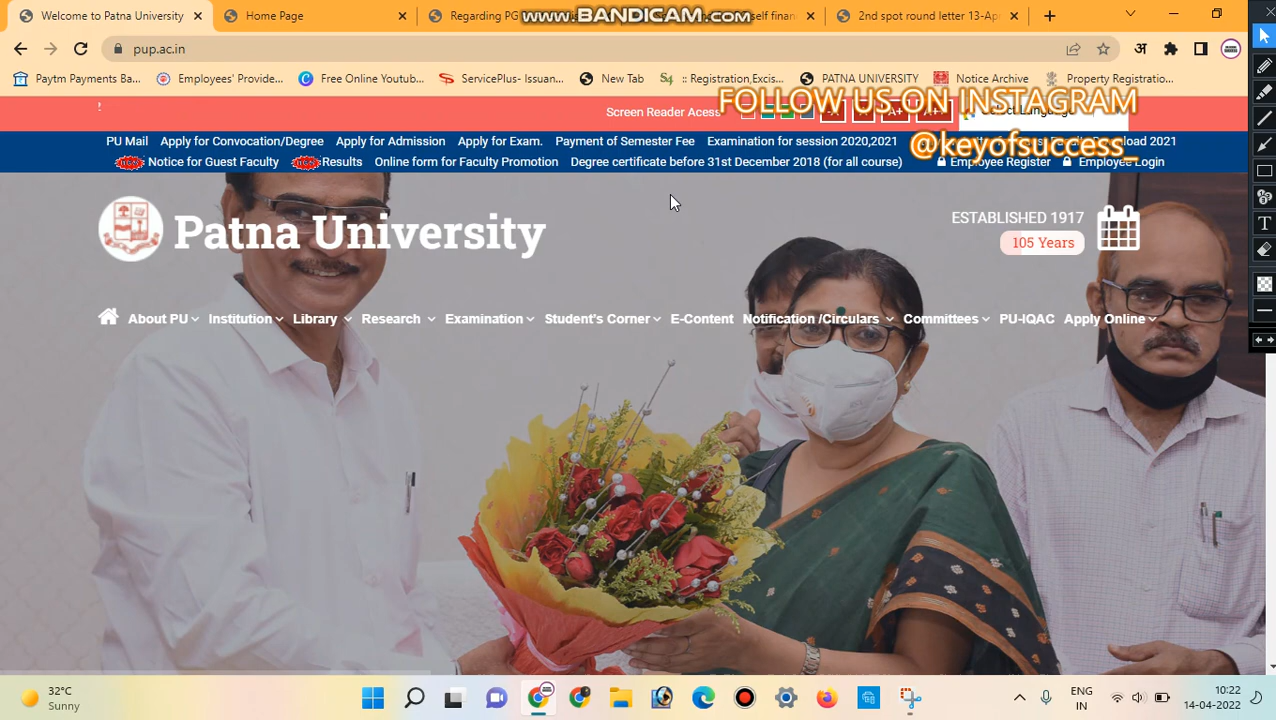 Welcome to Patna University
Home Page
Regarding PG
self finan
2nd spot round letter 13-Apr
www.BANDICAM.com
pup.ac.in
अ
Paytm Payments Ba...
Employees' Provide...
Free Online Youtub...
ServicePlus- Issuan...
New Tab
:: Registration,Excis...
PATNA UNIVERSITY
Notice Archive
Property Registratio...
FOLLOW US ON INSTAGRAM
@keyofsuccess_
Screen Reader Acess
Select Language
PU Mail Apply for Convocation/Degree Apply for Admission Apply for Exam. Payment of Semester Fee Examination for session 2020,2021
load 2021
Notice for Guest Faculty Results Online form for Faculty Promotion Degree certificate before 31st December 2018 (for all course) Employee Register Employee Login
Patna University
ESTABLISHED 1917
105 Years
About PU Institution Library Research Examination Student's Corner E-Content Notification /Circulars Committees PU-IQAC Apply Online
32°C
Sunny
ENG
IN
10:22
14-04-2022